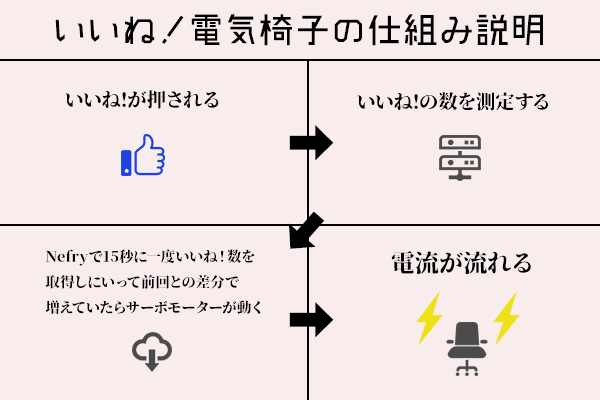 いいね！電気椅子の仕組み説明
いいね!が押される
いいね!の数を測定する
Nefryで15秒に一度いいね！数を
取得しにいって前回との差分で
増えていたらサーボモーターが動く
電流が流れる